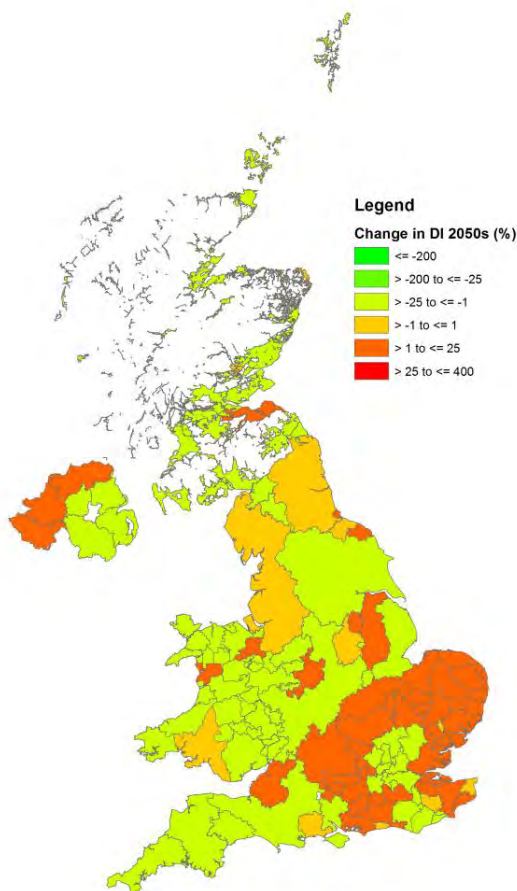 Legend
Change in DI 2050s (%)
<= -200
> -200 to <= -25
> -25 to <= -1
> -1 to <= 1
> 1 to <= 25
> 25 to <= 400